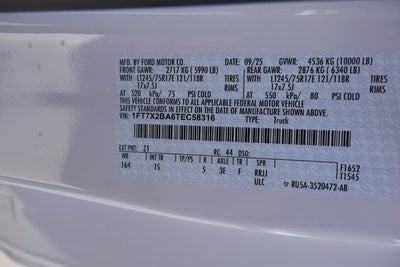 MFD. BY FORD MOTOR CO. 09/25 GVWR: 4536 KG (10000 LB)
FRONT GAWR: 2717 KG ( 5990 LB) REAR GAWR: 2876 KG ( 6340 LB)
WITH LT245/75R17E 121/118R TIRES WITH LT245/75R17E 121/118R TIRES
17x7.5J RIMS 17x7.5J RIMS
AT 520 kPa/ 75 PSI COLD AT 550 kPa/ 80 PSI COLD
THIS VEHICLE CONFORMS TO ALL APPLICABLE FEDERAL MOTOR VEHICLE SAFETY STANDARDS IN
EFFECT ON THE DATE OF MANUFACTURE SHOWN ABOVE.
VIN: 1FT7X2BA6TEC58316 TYPE: Truck
EXT PNT: Z1 RC: 44 DSO:
WB INT TR TP/PS R AXLE TR SPR F1652
164 15 5 3E F RRJJ T1545
ULC RU5A-3520472-AB